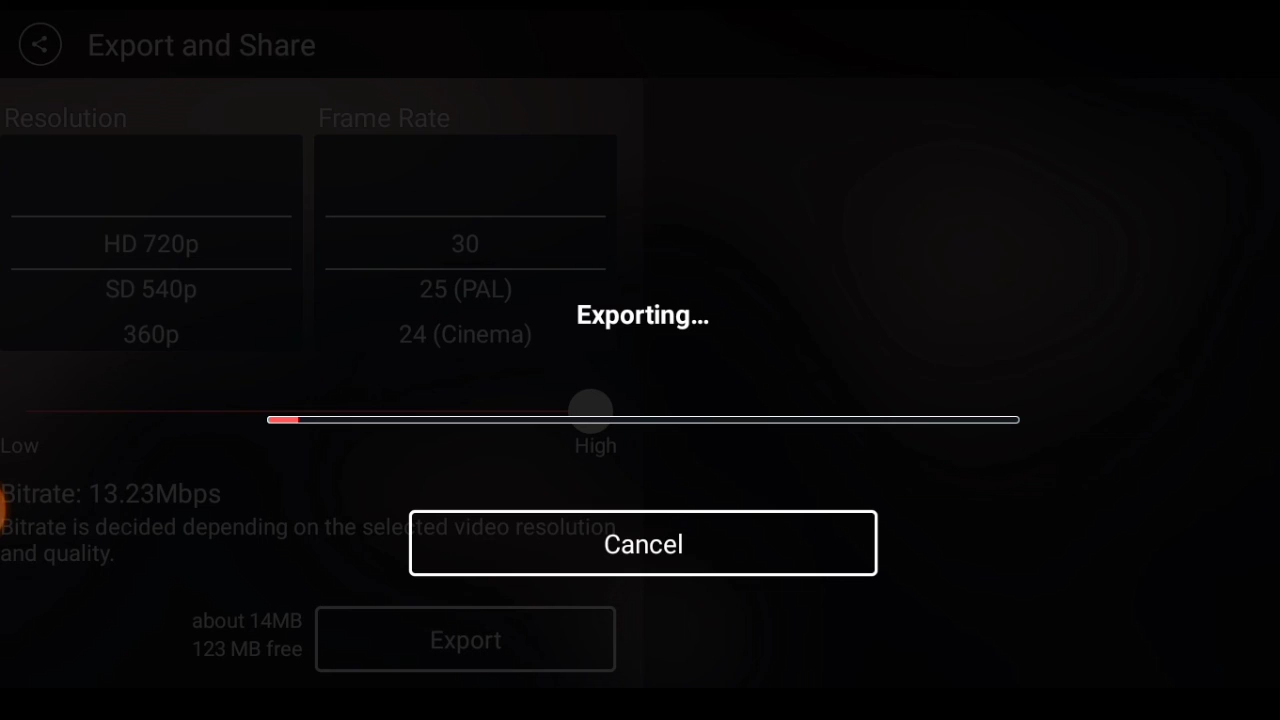 Export and Share
Resolution
Frame Rate
HD 720p
30
SD 540p
25 (PAL)
360p
24 (Cinema)
Exporting...
Low
High
Bitrate: 13.23Mbps
Bitrate is decided depending on the selected video resolution
and quality.
Cancel
about 14MB
123 MB free
Export